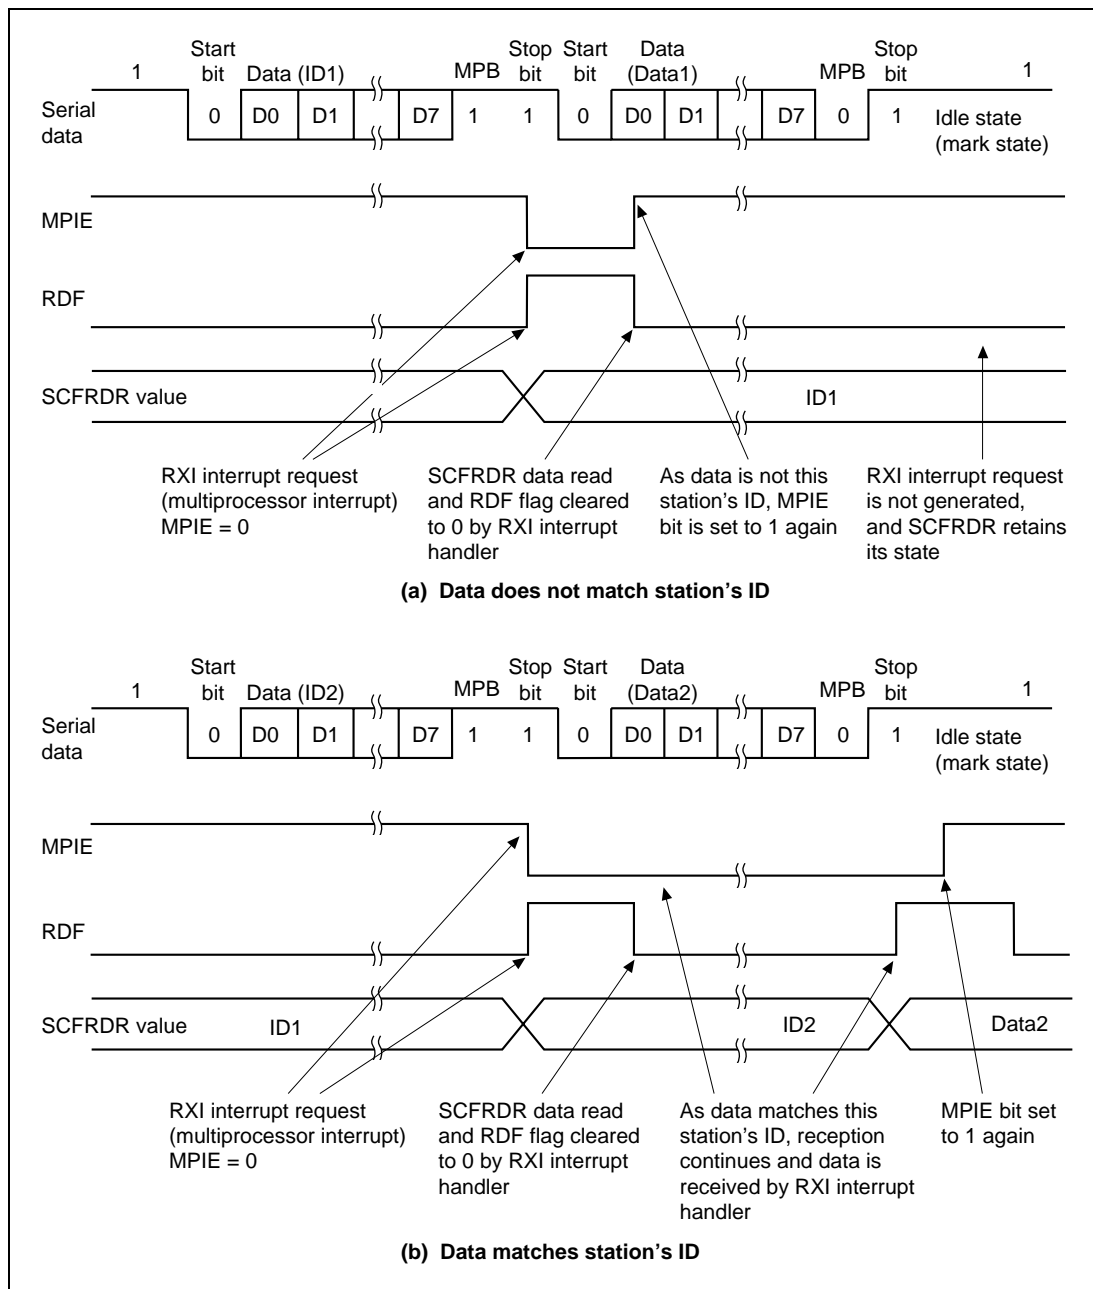 Start Stop Start Data Stop
1 bit Data (ID1) MPB bit bit (Data1) MPB bit 1
Serial data 0 D0 D1 D7 1 1 0 D0 D1 D7 0 1 Idle state (mark state)
MPIE
RDF
SCFRDR value ID1
RXI interrupt request
(multiprocessor interrupt)
MPIE = 0
SCFRDR data read
and RDF flag cleared
to 0 by RXI interrupt
handler
As data is not this
station's ID, MPIE
bit is set to 1 again
RXI interrupt request
is not generated,
and SCFRDR retains
its state
(a) Data does not match station's ID
Start Stop Start Data Stop
1 bit Data (ID2) MPB bit bit (Data2) MPB bit 1
Serial data 0 D0 D1 D7 1 1 0 D0 D1 D7 0 1 Idle state (mark state)
MPIE
RDF
SCFRDR value ID1 ID2 Data2
RXI interrupt request
(multiprocessor interrupt)
MPIE = 0
SCFRDR data read
and RDF flag cleared
to 0 by RXI interrupt
handler
As data matches this
station's ID, reception
continues and data is
received by RXI interrupt
handler
MPIE bit set
to 1 again
(b) Data matches station's ID